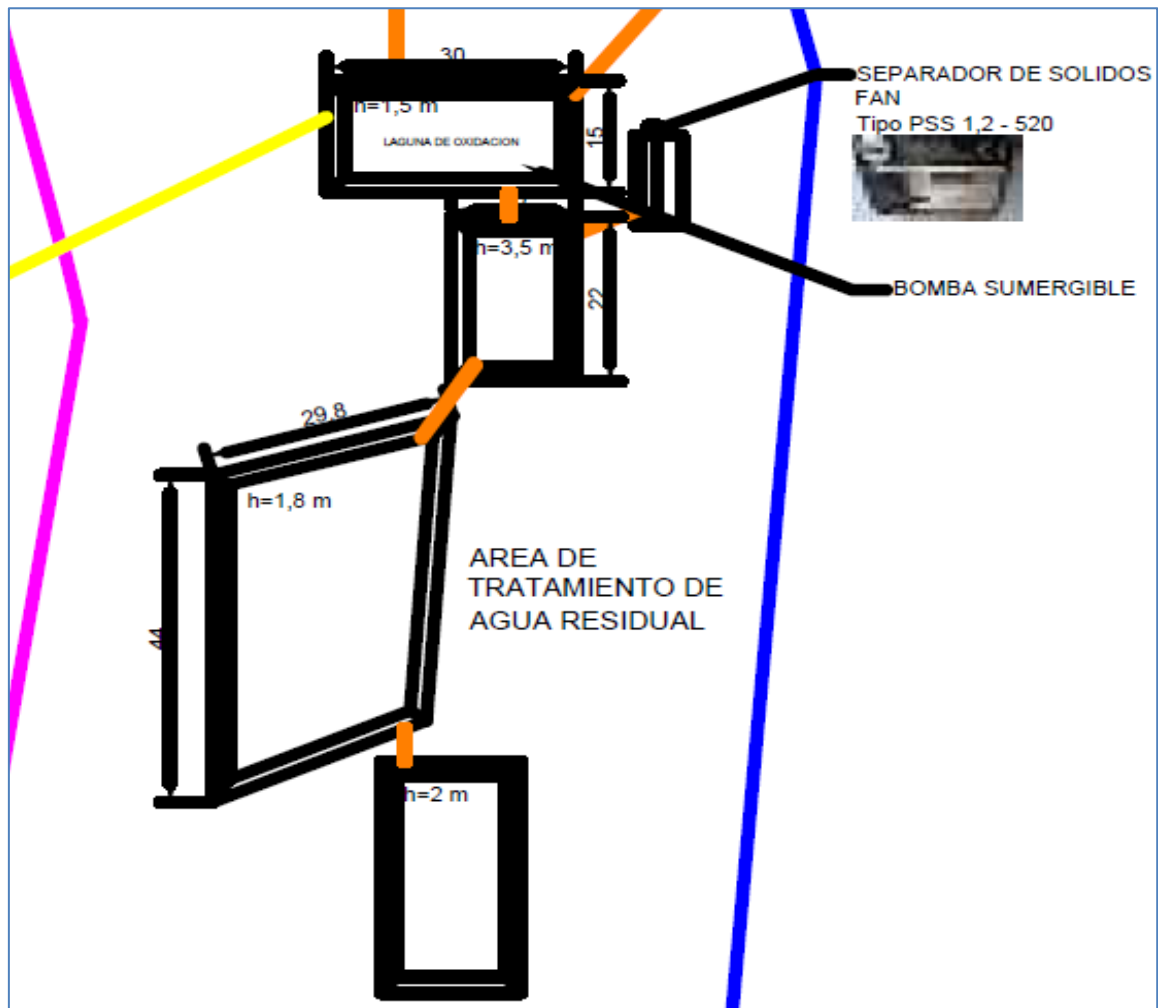 30
SEPARADOR DE SOLIDOS
FAN
Tipo PSS 1,2 - 520
h=1,5 m
LAGUNA DE OXIDACION
15
h=3,5 m
BOMBA SUMERGIBLE
22
29,8
h=1,8 m
AREA DE
TRATAMIENTO DE
AGUA RESIDUAL
44
h=2 m